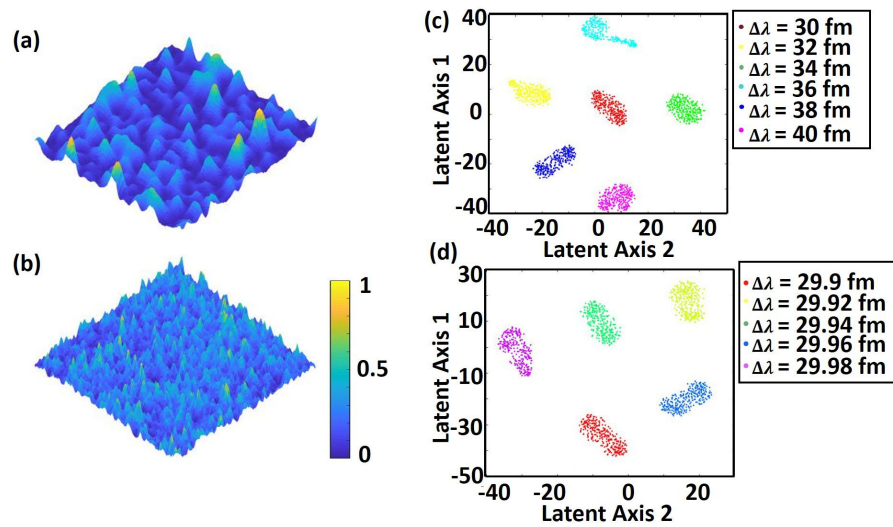 (a)
(b)
1
0.5
0
(c)
Latent Axis 1
40
20
0
-20
-40
-40 -20 0 20 40
Latent Axis 2
Δλ = 30 fm
Δλ = 32 fm
Δλ = 34 fm
Δλ = 36 fm
Δλ = 38 fm
Δλ = 40 fm
(d)
Latent Axis 1
30
10
-10
-30
-50
-40 -20 0 20
Latent Axis 2
Δλ = 29.9 fm
Δλ = 29.92 fm
Δλ = 29.94 fm
Δλ = 29.96 fm
Δλ = 29.98 fm